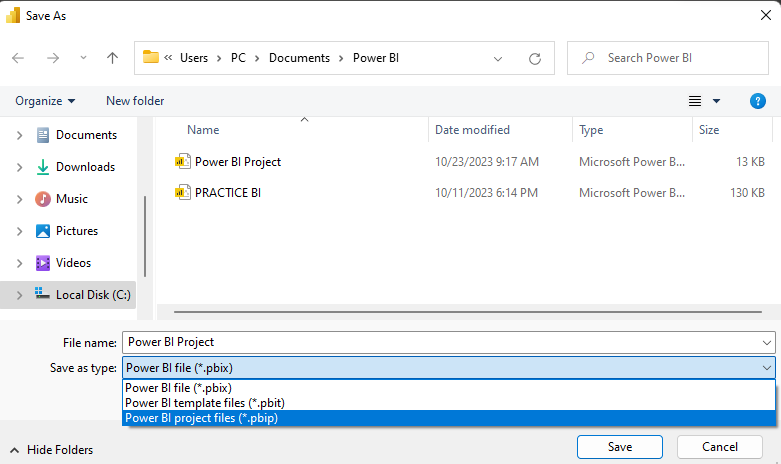 Save As
« Users > PC > Documents > Power BI
Search Power BI
Organize New folder
?
Name Date modified Type Size
Documents
Downloads
Music
Pictures
Videos
Local Disk (C:)
Power BI Project 10/23/2023 9:17 AM Microsoft Power B... 13 KB
PRACTICE BI 10/11/2023 6:14 PM Microsoft Power B... 130 KB
File name: Power BI Project
Save as type: Power BI file (*.pbix)
Power BI file (*.pbix)
Power BI template files (*.pbit)
Power BI project files (*.pbip)
Hide Folders
Save Cancel